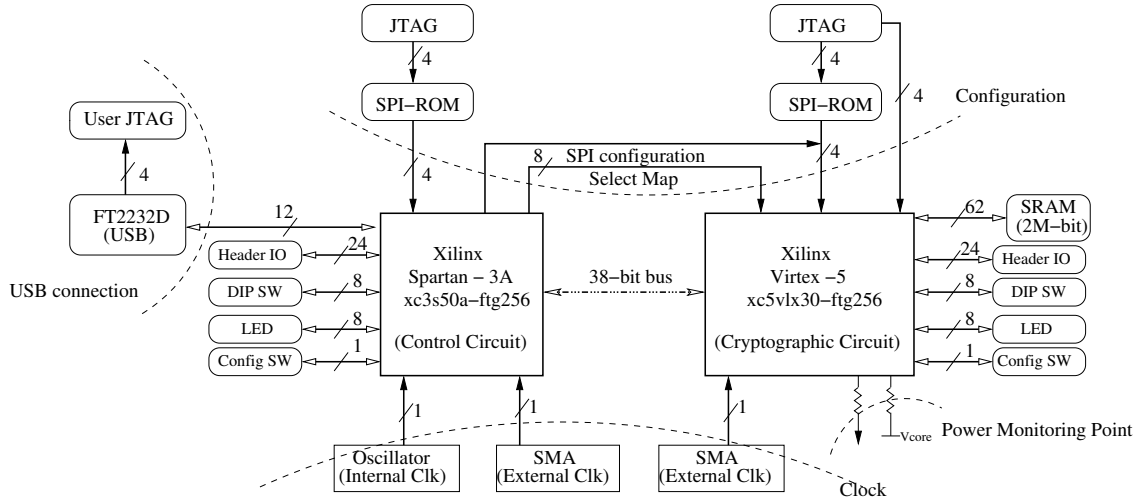 JTAG
JTAG
4
4
SPI−ROM
SPI−ROM
4
Configuration
User JTAG
8
SPI configuration
4
4
4
Select Map
FT2232D
(USB)
12
62
SRAM
(2M−bit)
Header IO
24
Xilinx
Spartan − 3A
xc3s50a−ftg256
(Control Circuit)
38−bit bus
Xilinx
Virtex −5
xc5vlx30−ftg256
(Cryptographic Circuit)
24
Header IO
USB connection
DIP SW
8
8
DIP SW
LED
8
8
LED
Config SW
1
1
Config SW
1
1
1
Vcore
Power Monitoring Point
Oscillator
(Internal Clk)
SMA
(External Clk)
SMA
(External Clk)
Clock